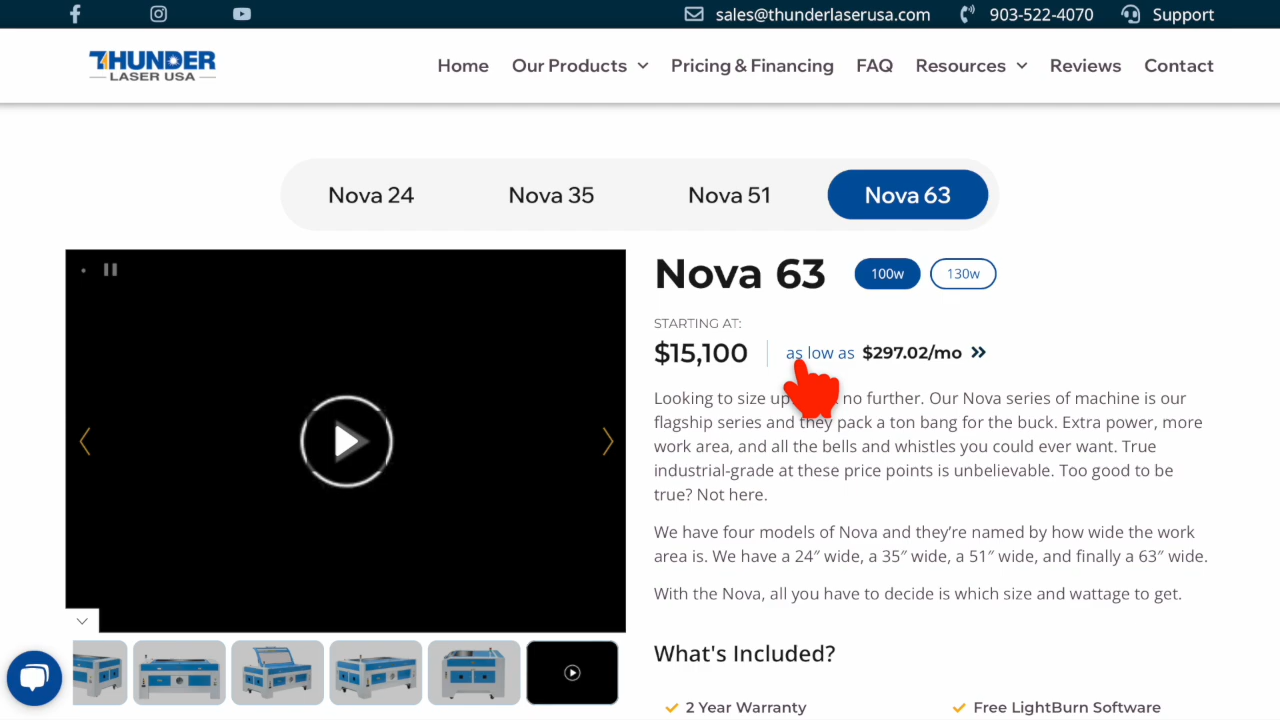 sales@thunderlaserusa.com 903-522-4070 Support
THUNDER
LASER USA
Home Our Products Pricing & Financing FAQ Resources Reviews Contact
Nova 24 Nova 35 Nova 51 Nova 63
Nova 63 100w 130w
STARTING AT:
$15,100 as low as $297.02/mo
Looking to size up no further. Our Nova series of machine is our
flagship series and they pack a ton bang for the buck. Extra power, more
work area, and all the bells and whistles you could ever want. True
industrial-grade at these price points is unbelievable. Too good to be
true? Not here.
We have four models of Nova and they’re named by how wide the work
area is. We have a 24″ wide, a 35″ wide, a 51″ wide, and finally a 63″ wide.
With the Nova, all you have to decide is which size and wattage to get.
What's Included?
2 Year Warranty Free LightBurn Software